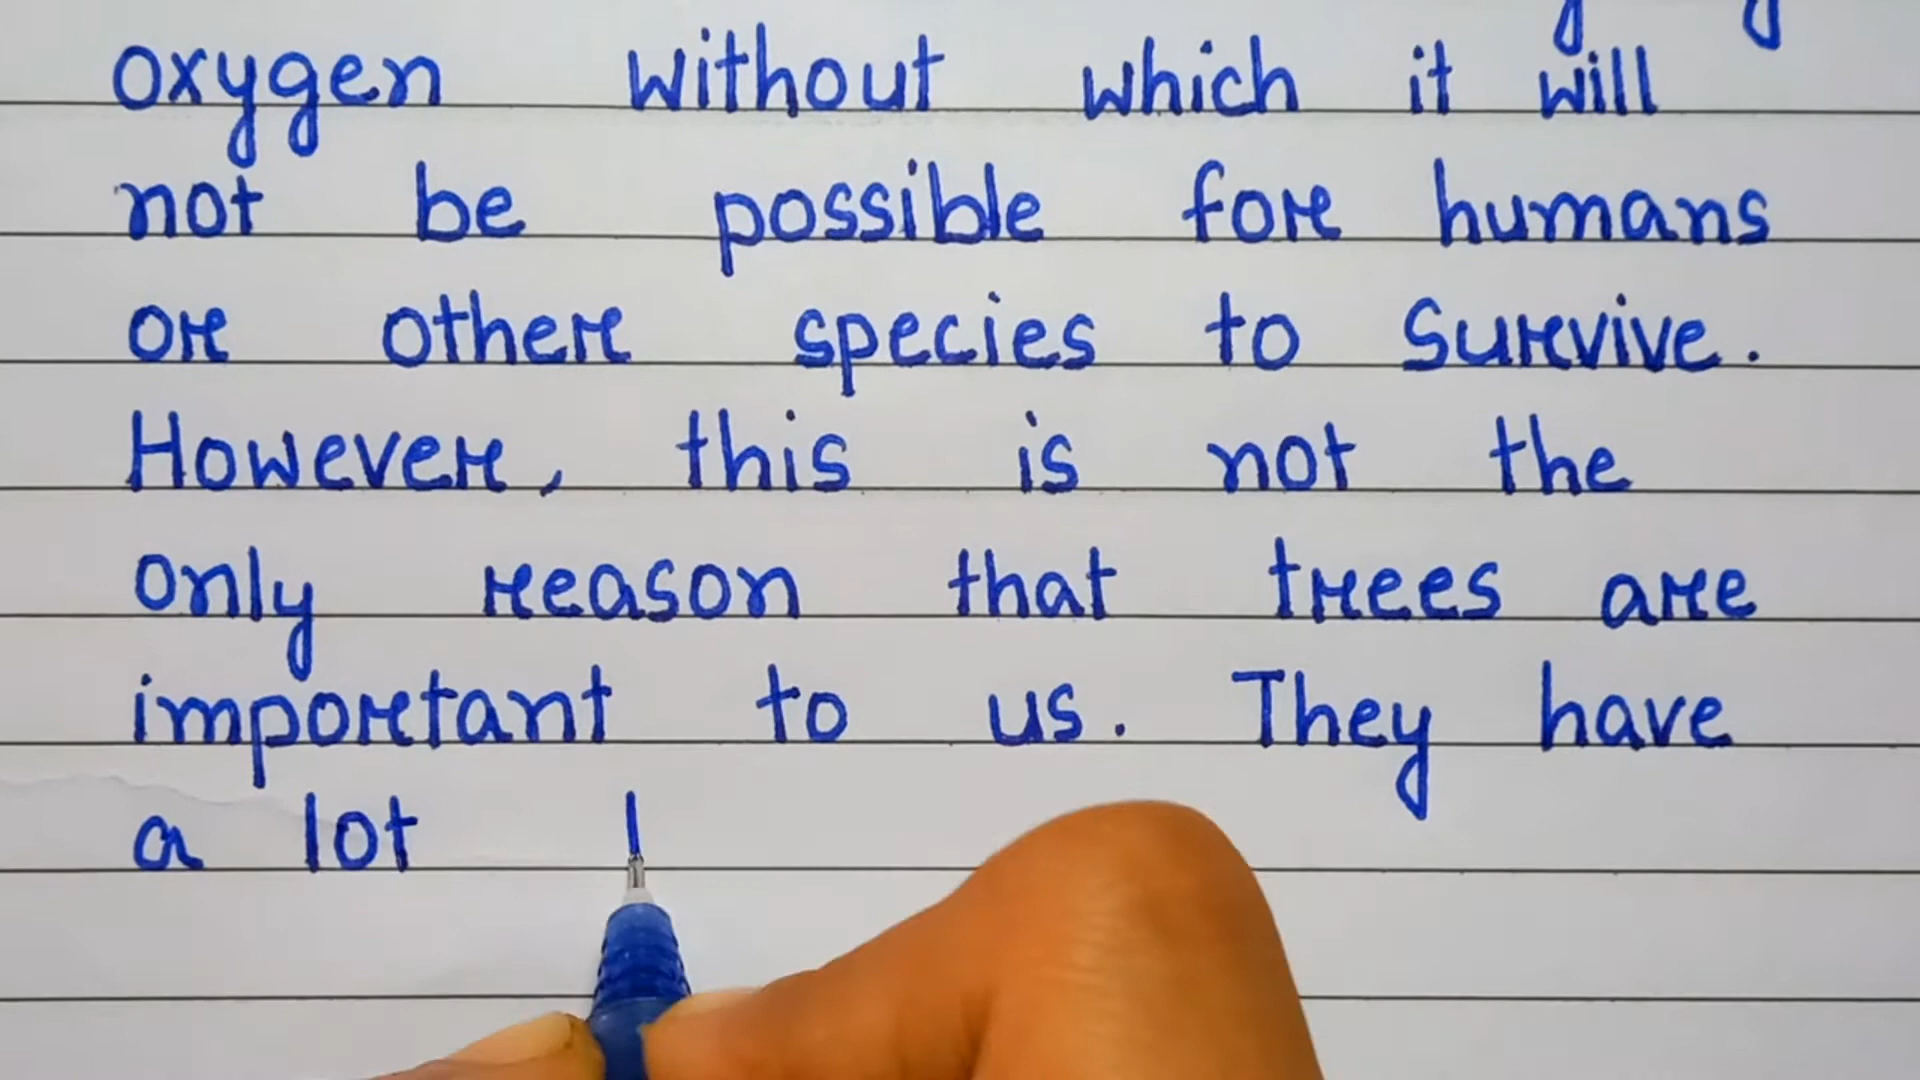 oxygen without which it will
not be possible for humans
or other species to survive.
However, this is not the
only reason that trees are
important to us. They have
a lot